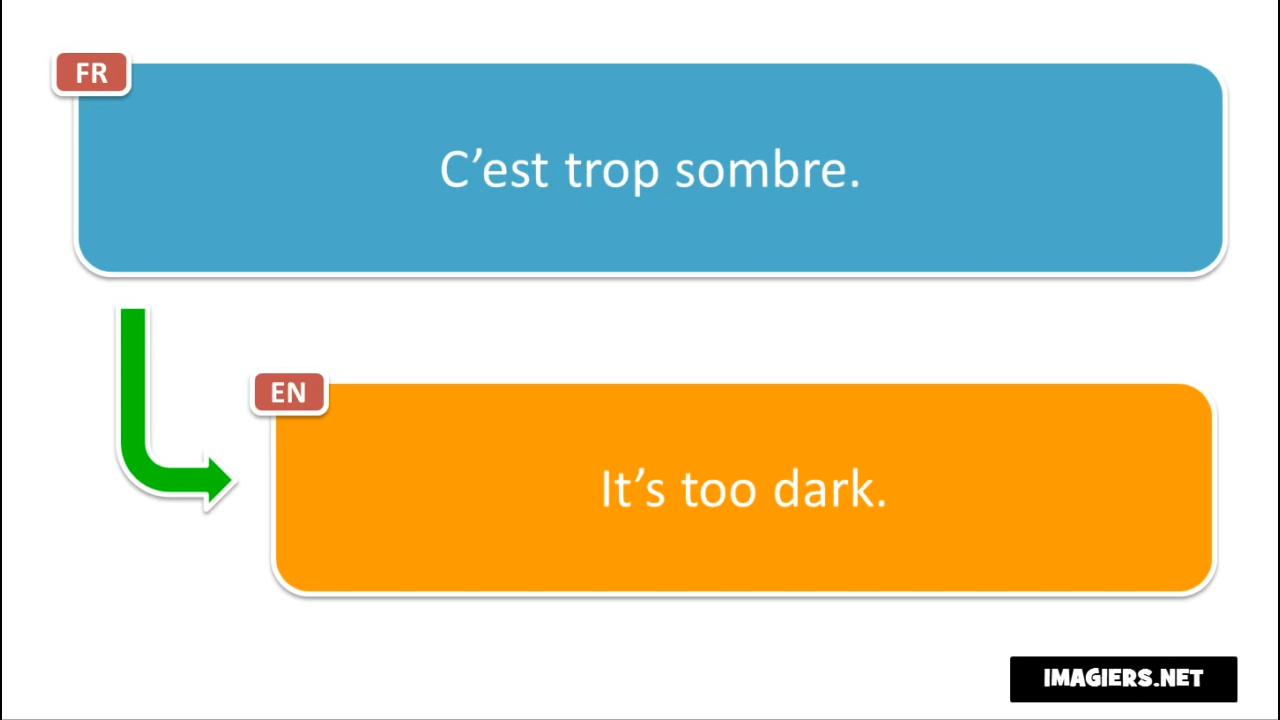 FR
C’est trop sombre.
EN
It’s too dark.
IMAGIERS.NET